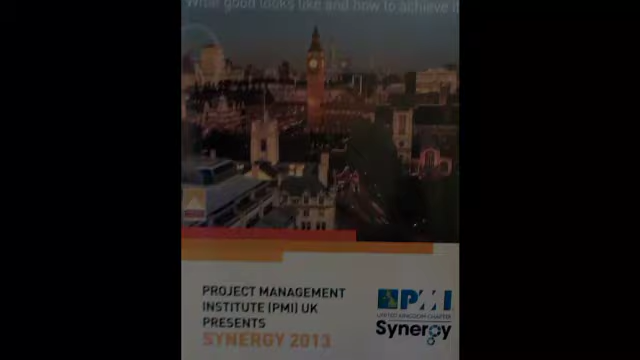 What good looks like and how to achieve it
PROJECT MANAGEMENT
INSTITUTE (PMI) UK
PRESENTS
SYNERGY 2013
PMI
UNITED KINGDOM CHAPTER
Synergy